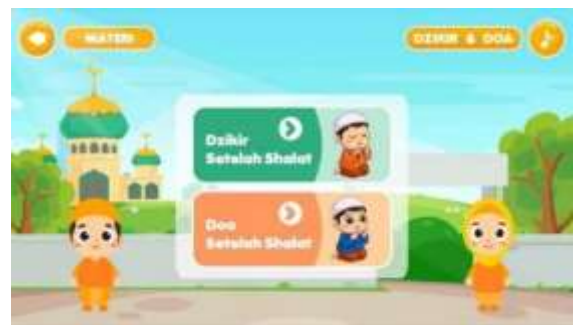 MATERI
DZIKIR & DOA
Dzikir
Setelah Shalat
Doa
Setelah Shalat